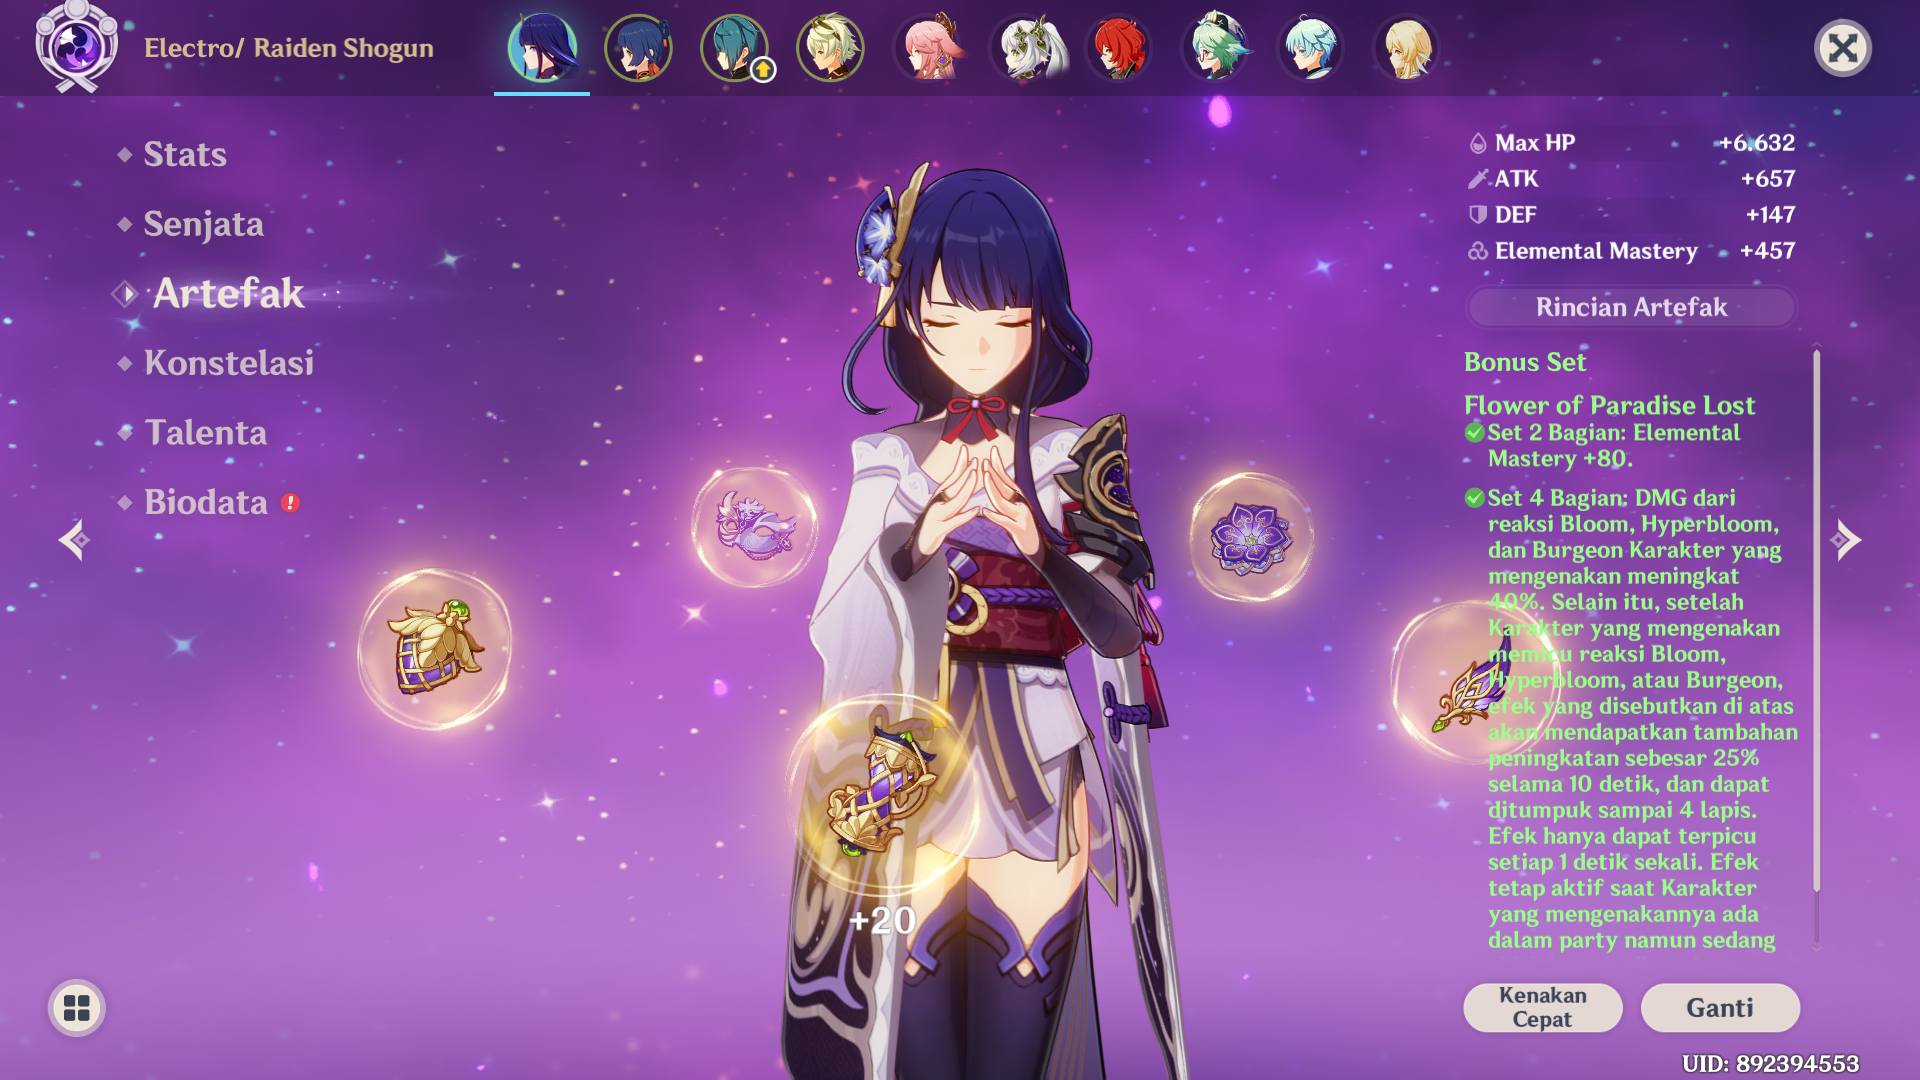 Electro/ Raiden Shogun
Stats
Senjata
Artefak
Konstelasi
Talenta
Biodata
+20
Max HP +6.632
ATK +657
DEF +147
Elemental Mastery +457
Rincian Artefak
Bonus Set
Flower of Paradise Lost
Set 2 Bagian: Elemental
Mastery +80.
Set 4 Bagian: DMG dari
reaksi Bloom, Hyperbloom,
dan Burgeon Karakter yang
mengenakan meningkat
40%. Selain itu, setelah
Karakter yang mengenakan
memicu reaksi Bloom,
Hyperbloom, atau Burgeon,
efek yang disebutkan di atas
akan mendapatkan tambahan
peningkatan sebesar 25%
selama 10 detik, dan dapat
ditumpuk sampai 4 lapis.
Efek hanya dapat terpicu
setiap 1 detik sekali. Efek
tetap aktif saat Karakter
yang mengenakannya ada
dalam party namun sedang
Kenakan
Cepat
Ganti
UID: 892394553